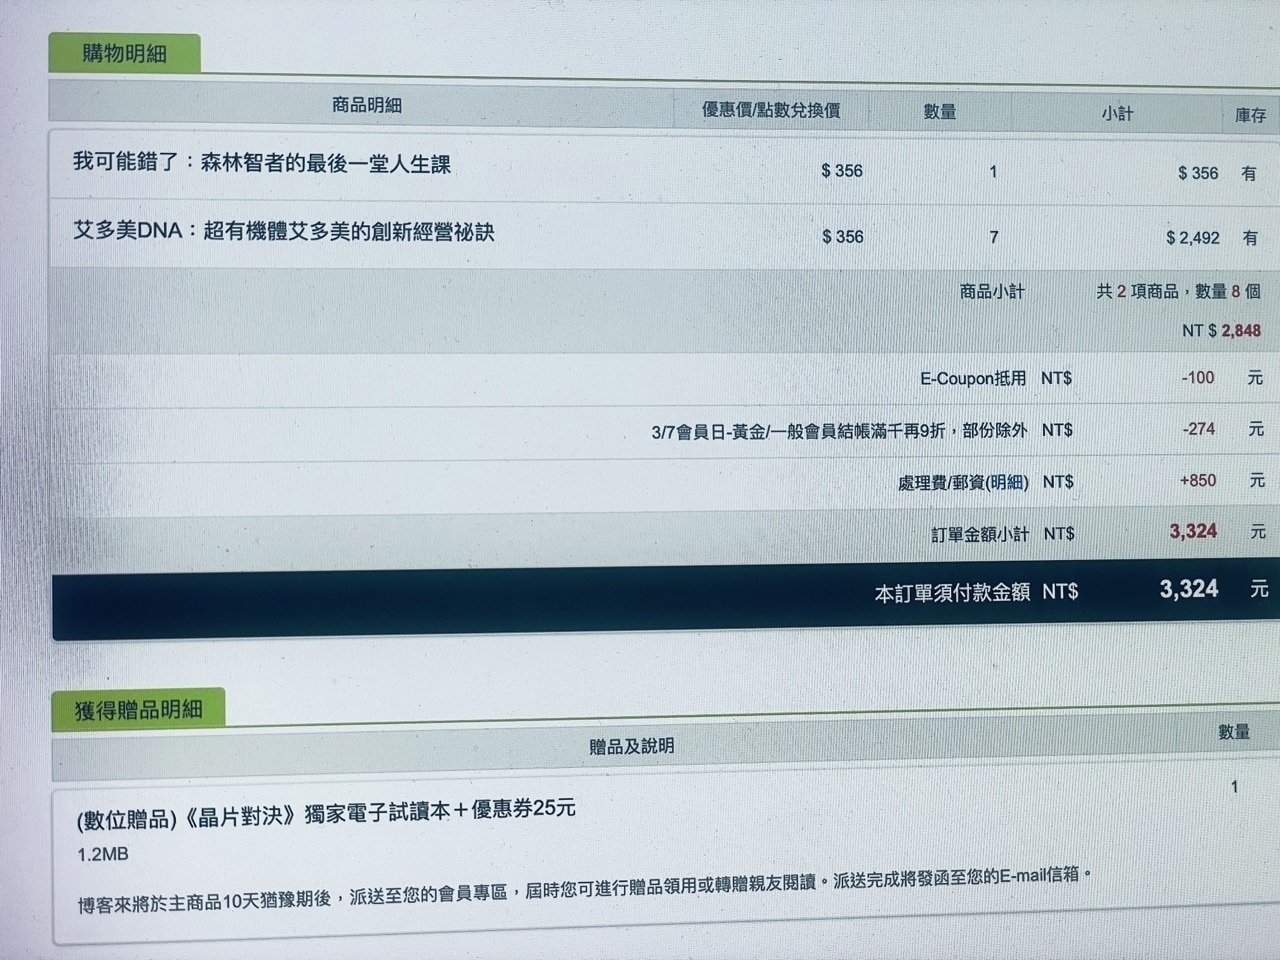 購物明細
商品明細 優惠價/點數兌換價 數量 小計 庫存
我可能錯了：森林智者的最後一堂人生課 $ 356 1 $ 356 有
艾多美DNA：超有機體艾多美的創新經營祕訣 $ 356 7 $ 2,492 有
商品小計 共 2 項商品，數量 8 個
NT $ 2,848
E-Coupon抵用 NT$ -100 元
3/7會員日-黃金/一般會員結帳滿千再9折，部份除外 NT$ -274 元
處理費/郵資(明細) NT$ +850 元
訂單金額小計 NT$ 3,324 元
本訂單須付款金額 NT$ 3,324 元
獲得贈品明細
贈品及說明 數量
(數位贈品)《晶片對決》獨家電子試讀本＋優惠券25元 1
1.2MB
博客來將於主商品10天猶豫期後，派送至您的會員專區，屆時您可進行贈品領用或轉贈親友閱讀。派送完成將發函至您的E-mail信箱。